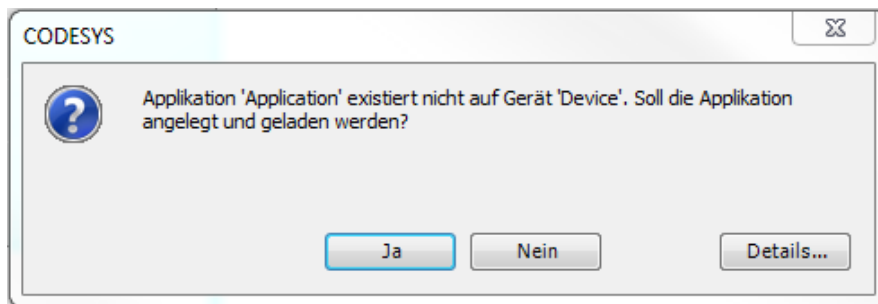 CODESYS
Applikation 'Application' existiert nicht auf Gerät 'Device'. Soll die Applikation
angelegt und geladen werden?
Ja Nein Details...